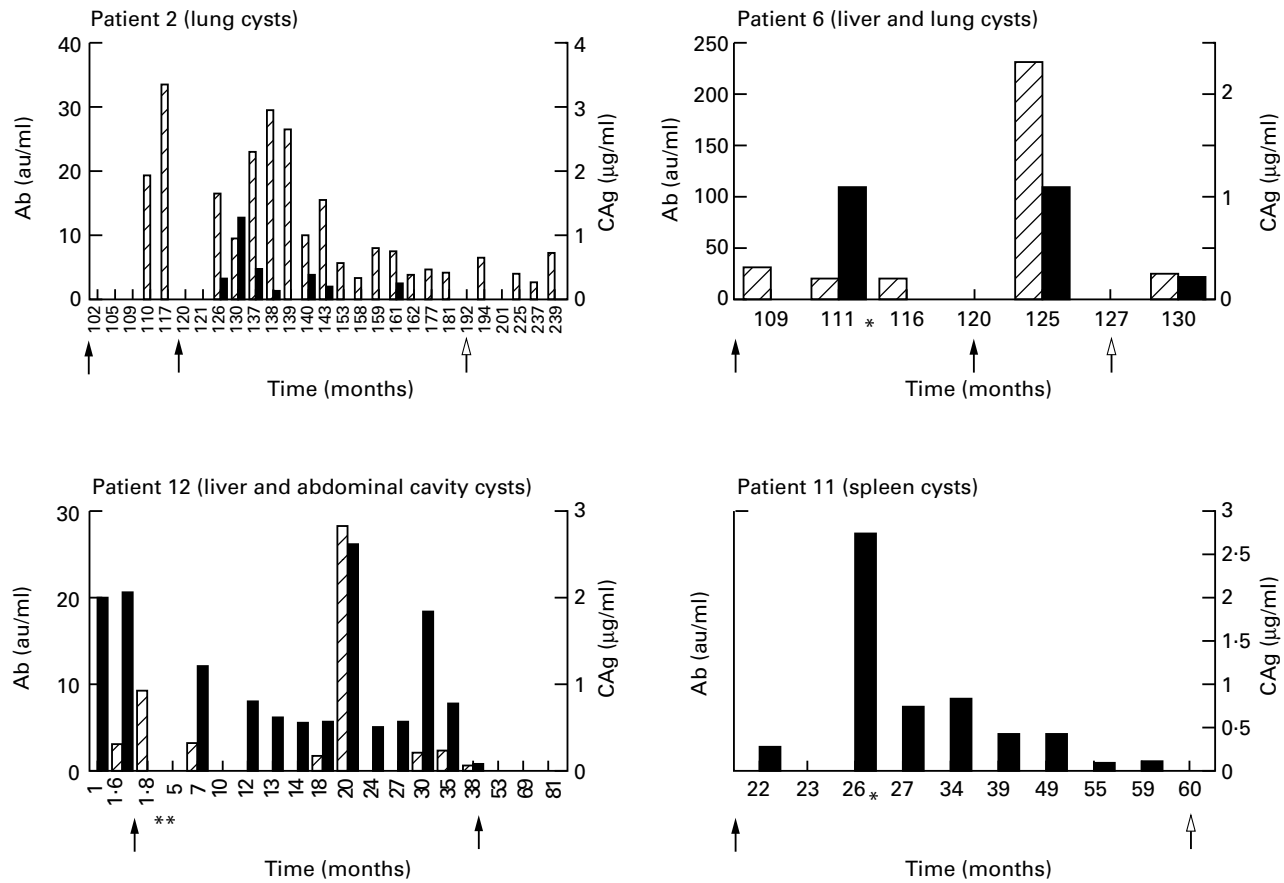 Patient 2 (lung cysts)
40
30
20
10
0
Ab (au/ml)
4
3
2
1
0
CAg (μg/ml)
102 105 109 110 117 120 121 126 130 137 138 139 140 143 153 158 159 161 162 177 181 192 194 201 225 237 239
Time (months)
Patient 6 (liver and lung cysts)
250
200
150
100
50
0
Ab (au/ml)
2
1
0
CAg (μg/ml)
109 111 * 116 120 125 127 130
Time (months)
Patient 12 (liver and abdominal cavity cysts)
30
20
10
0
Ab (au/ml)
3
2
1
0
CAg (μg/ml)
1 1·6 1·8 5 7 10 12 13 14 18 20 24 27 30 35 38 53 69 81
**
Time (months)
Patient 11 (spleen cysts)
Ab (au/ml)
3
2·5
2
1·5
1
0·5
0
CAg (μg/ml)
22 23 26 * 27 34 39 49 55 59 60
Time (months)